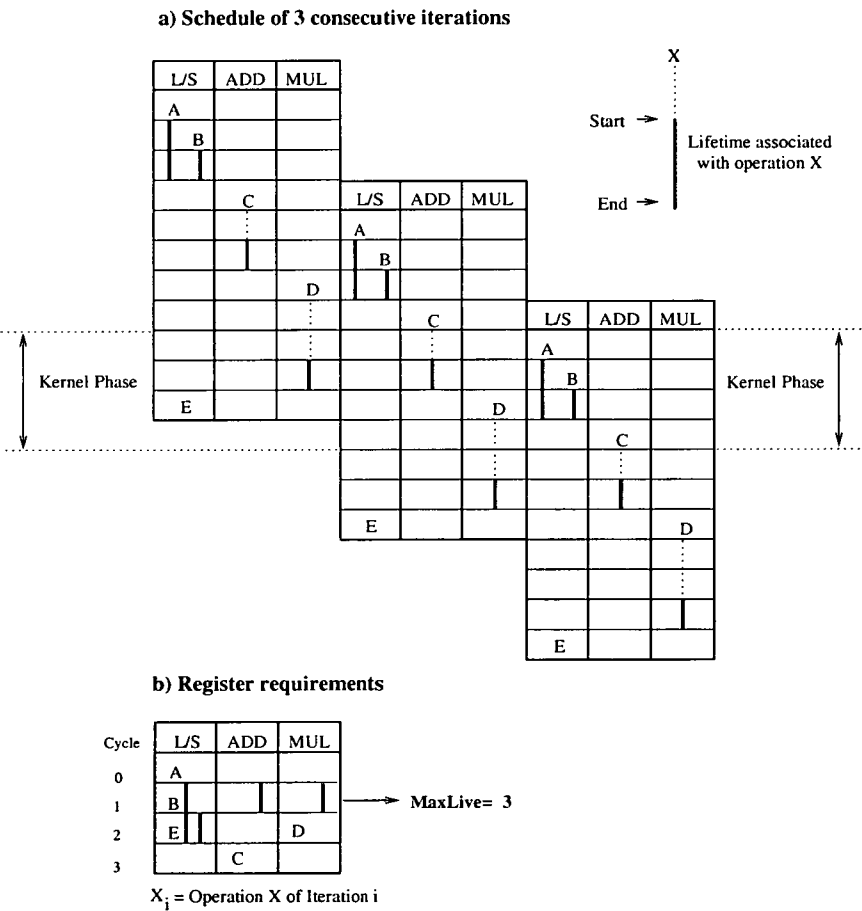 a) Schedule of 3 consecutive iterations
X
L/S ADD MUL
A
Start
Lifetime associated
with operation X
B
End
C
L/S ADD MUL
A
B
D
C
L/S ADD MUL
A
Kernel Phase
B
Kernel Phase
E
D
C
E
D
E
b) Register requirements
Cycle L/S ADD MUL
0 A
1 B
MaxLive= 3
2 E D
3 C
Xi = Operation X of Iteration i